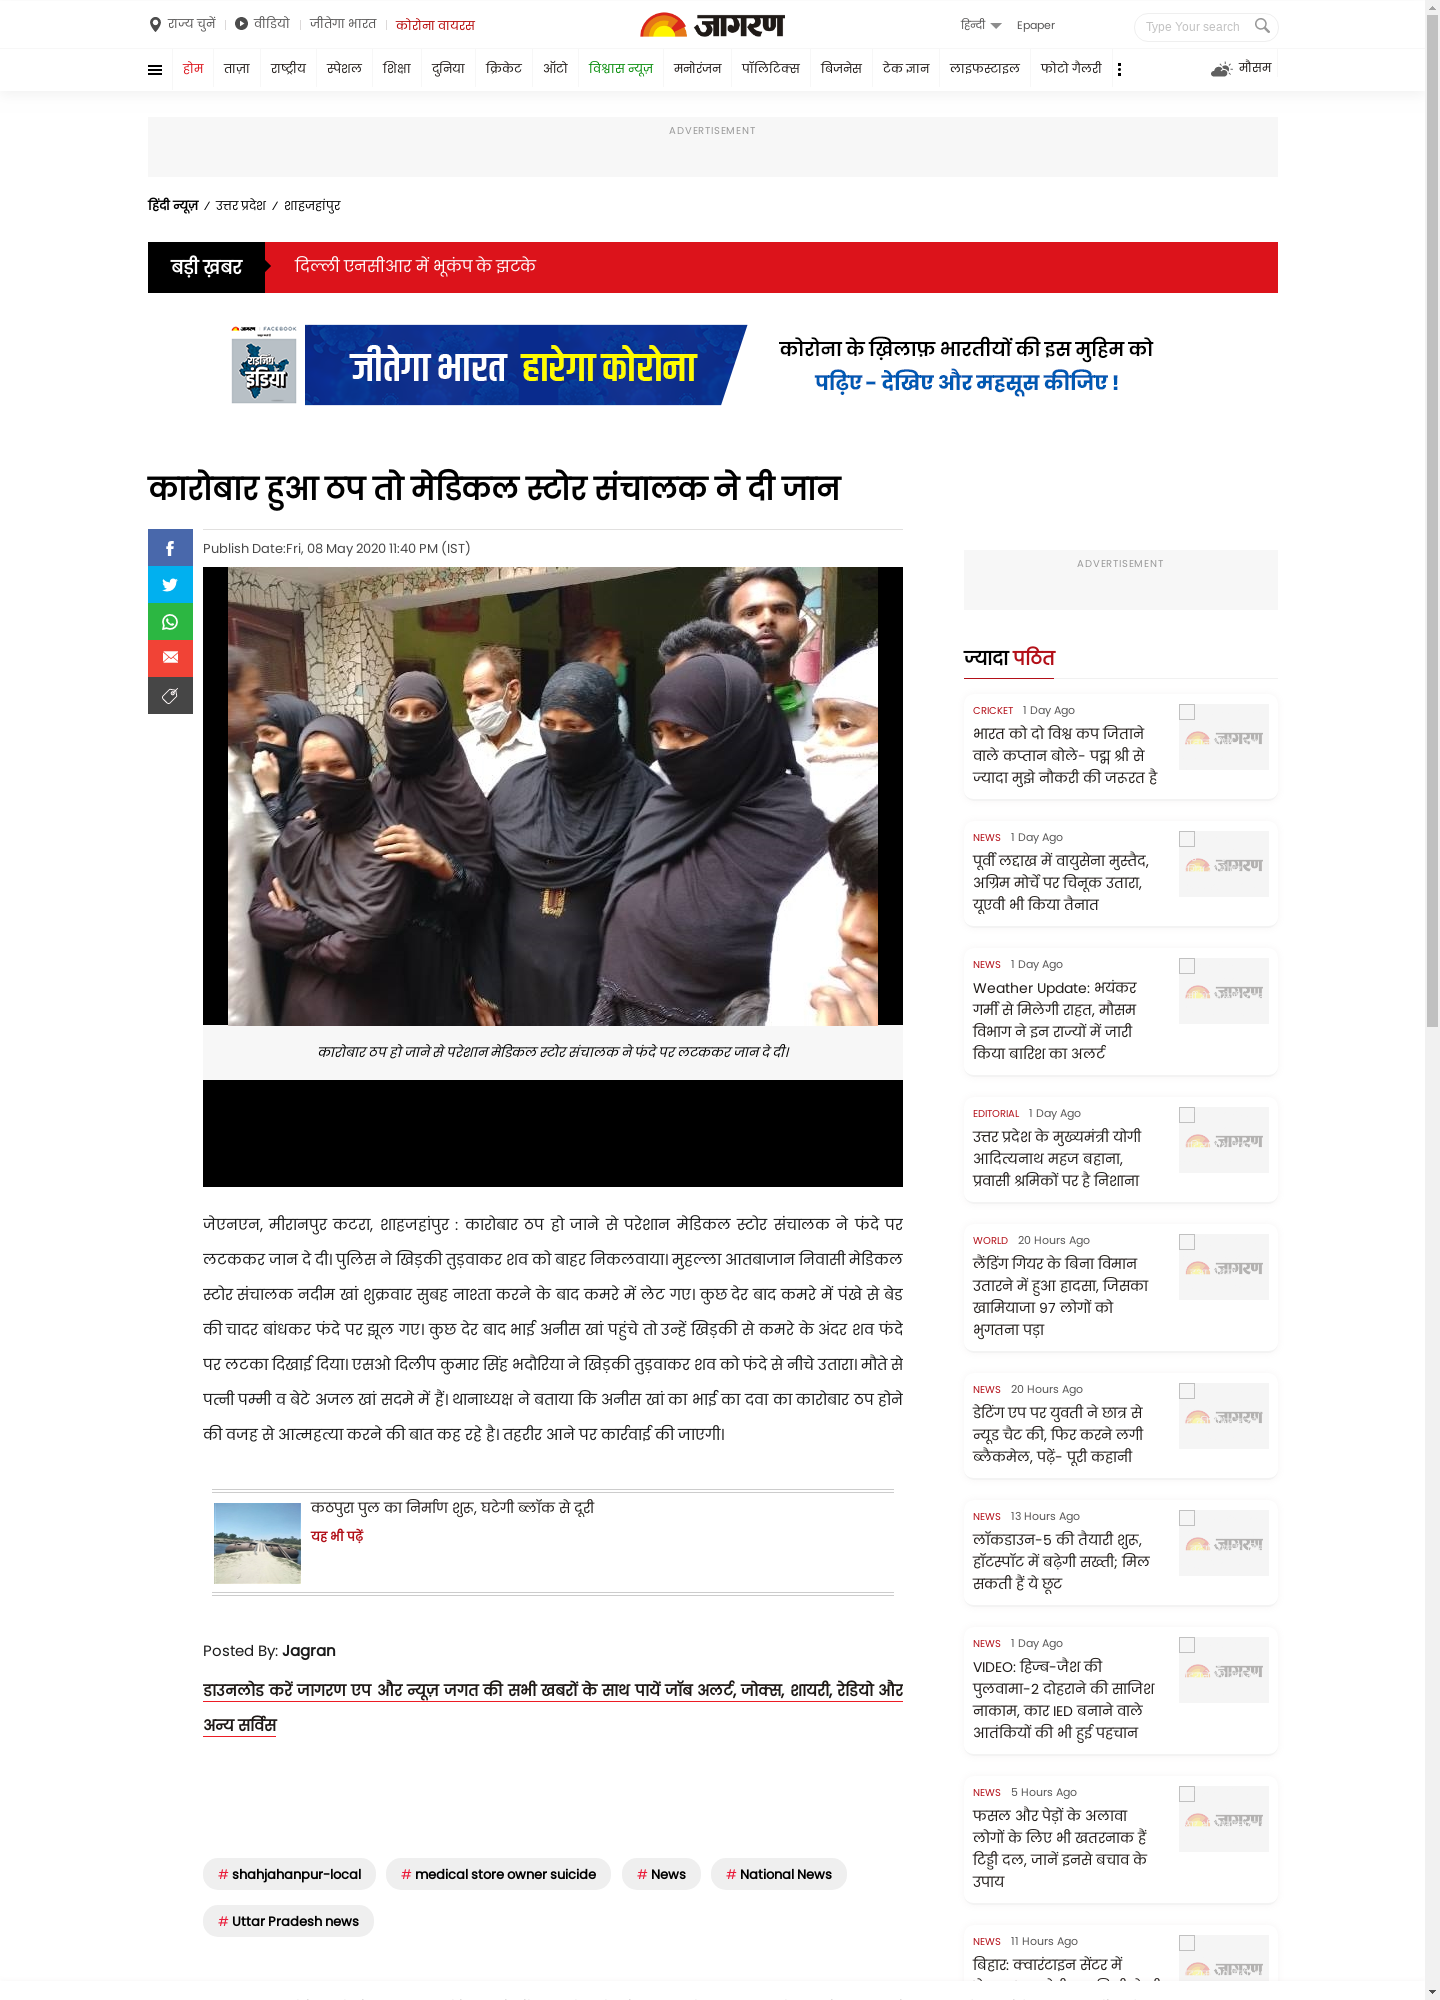 राज्य चुनें
वीडियो
जीतेगा भारत
कोरोना वायरस
जागरण
हिन्दी
Epaper
Type Your search
होम
ताज़ा
राष्ट्रीय
स्पेशल
शिक्षा
दुनिया
क्रिकेट
ऑटो
विश्वास न्यूज़
मनोरंजन
पॉलिटिक्स
बिजनेस
टेक ज्ञान
लाइफस्टाइल
फोटो गैलरी
मौसम
ADVERTISEMENT
हिंदी न्यूज़ / उत्तर प्रदेश / शाहजहांपुर
बड़ी ख़बर
दिल्ली एनसीआर में भूकंप के झटके
जागरण | FACEBOOK
राइजिंग
इंडिया
जीतेगा भारत हारेगा कोरोना
कोरोना के ख़िलाफ़ भारतीयों की इस मुहिम को
पढ़िए - देखिए और महसूस कीजिए !
कारोबार हुआ ठप तो मेडिकल स्टोर संचालक ने दी जान
Publish Date:Fri, 08 May 2020 11:40 PM (IST)
कारोबार ठप हो जाने से परेशान मेडिकल स्टोर संचालक ने फंदे पर लटककर जान दे दी।
जेएनएन, मीरानपुर कटरा, शाहजहांपुर : कारोबार ठप हो जाने से परेशान मेडिकल स्टोर संचालक ने फंदे पर
लटककर जान दे दी। पुलिस ने खिड़की तुड़वाकर शव को बाहर निकलवाया। मुहल्ला आतबाजान निवासी मेडिकल
स्टोर संचालक नदीम खां शुक्रवार सुबह नाश्ता करने के बाद कमरे में लेट गए। कुछ देर बाद कमरे में पंखे से बेड
की चादर बांधकर फंदे पर झूल गए। कुछ देर बाद भाई अनीस खां पहुंचे तो उन्हें खिड़की से कमरे के अंदर शव फंदे
पर लटका दिखाई दिया। एसओ दिलीप कुमार सिंह भदौरिया ने खिड़की तुड़वाकर शव को फंदे से नीचे उतारा। मौते से
पत्नी पम्मी व बेटे अजल खां सदमे में हैं। थानाध्यक्ष ने बताया कि अनीस खां का भाई का दवा का कारोबार ठप होने
की वजह से आत्महत्या करने की बात कह रहे है। तहरीर आने पर कार्रवाई की जाएगी।
कठपुरा पुल का निर्माण शुरू, घटेगी ब्लॉक से दूरी
यह भी पढ़ें
Posted By: Jagran
डाउनलोड करें जागरण एप और न्यूज़ जगत की सभी खबरों के साथ पायें जॉब अलर्ट, जोक्स, शायरी, रेडियो और
अन्य सर्विस
# shahjahanpur-local
# medical store owner suicide
# News
# National News
# Uttar Pradesh news
ADVERTISEMENT
ज्यादा पठित
CRICKET 1 Day Ago
भारत को दो विश्व कप जिताने
वाले कप्तान बोले- पद्म श्री से
ज्यादा मुझे नौकरी की जरूरत है
जागरण
NEWS 1 Day Ago
पूर्वी लद्दाख में वायुसेना मुस्तैद,
अग्रिम मोर्चे पर चिनूक उतारा,
यूएवी भी किया तैनात
जागरण
NEWS 1 Day Ago
Weather Update: भयंकर
गर्मी से मिलेगी राहत, मौसम
विभाग ने इन राज्यों में जारी
किया बारिश का अलर्ट
जागरण
EDITORIAL 1 Day Ago
उत्तर प्रदेश के मुख्यमंत्री योगी
आदित्यनाथ महज बहाना,
प्रवासी श्रमिकों पर है निशाना
जागरण
WORLD 20 Hours Ago
लैंडिंग गियर के बिना विमान
उतारने में हुआ हादसा, जिसका
खामियाजा 97 लोगों को
भुगतना पड़ा
जागरण
NEWS 20 Hours Ago
डेटिंग एप पर युवती ने छात्र से
न्यूड चैट की, फिर करने लगी
ब्लैकमेल, पढ़ें- पूरी कहानी
जागरण
NEWS 13 Hours Ago
लॉकडाउन-5 की तैयारी शुरू,
हॉटस्पॉट में बढ़ेगी सख्ती; मिल
सकती हैं ये छूट
जागरण
NEWS 1 Day Ago
VIDEO: हिज्ब-जैश की
पुलवामा-2 दोहराने की साजिश
नाकाम, कार IED बनाने वाले
आतंकियों की भी हुई पहचान
जागरण
NEWS 5 Hours Ago
फसल और पेड़ों के अलावा
लोगों के लिए भी खतरनाक हैं
टिड्डी दल, जानें इनसे बचाव के
उपाय
जागरण
NEWS 11 Hours Ago
बिहार: क्वारंटाइन सेंटर में
जागरण